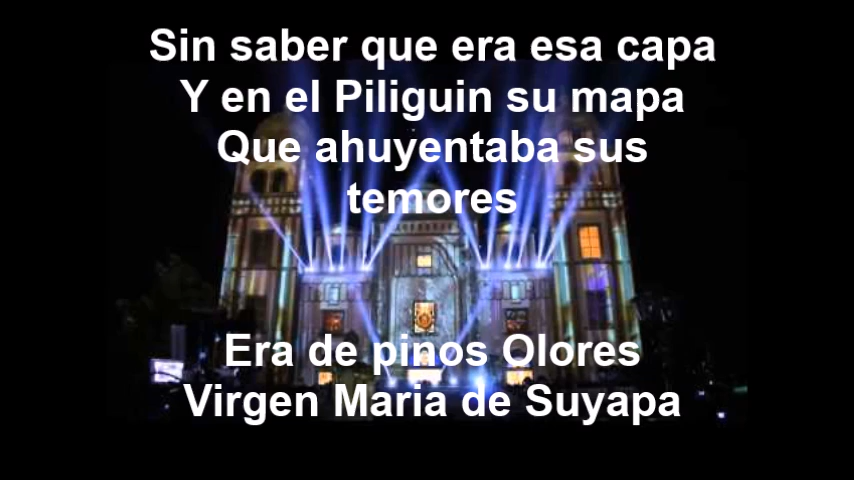 Sin saber que era esa capa
Y en el Piliguin su mapa
Que ahuyentaba sus
temores
Era de pinos Olores
Virgen Maria de Suyapa